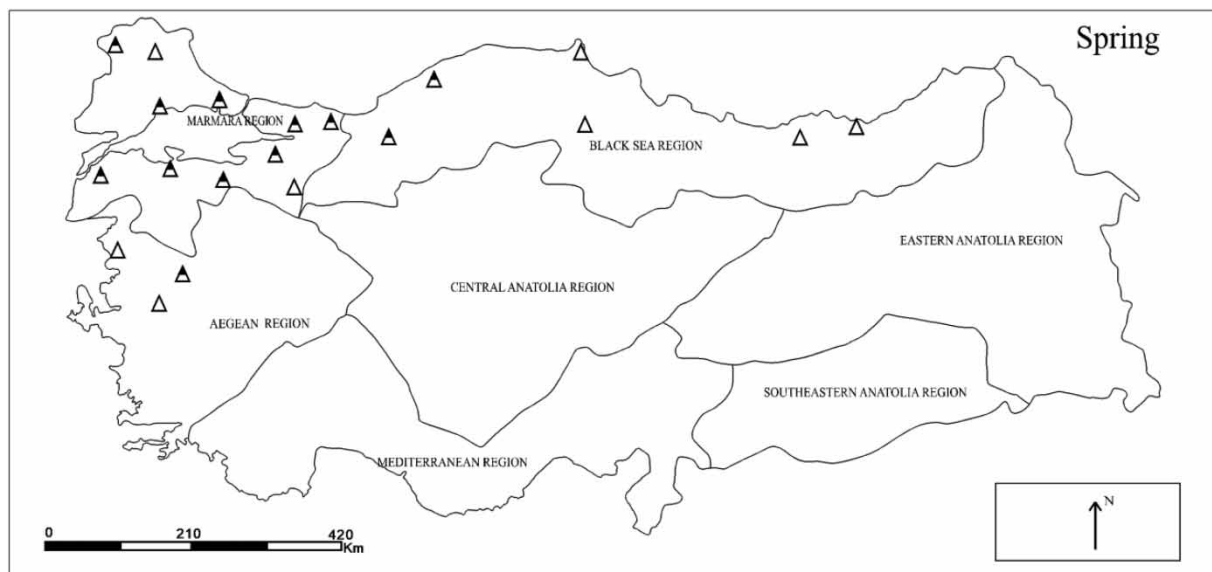 Spring
MARMARA REGION
BLACK SEA REGION
EASTERN ANATOLIA REGION
CENTRAL ANATOLIA REGION
AEGEAN REGION
SOUTHEASTERN ANATOLIA REGION
MEDITERRANEAN REGION
N
0 210 420
Km